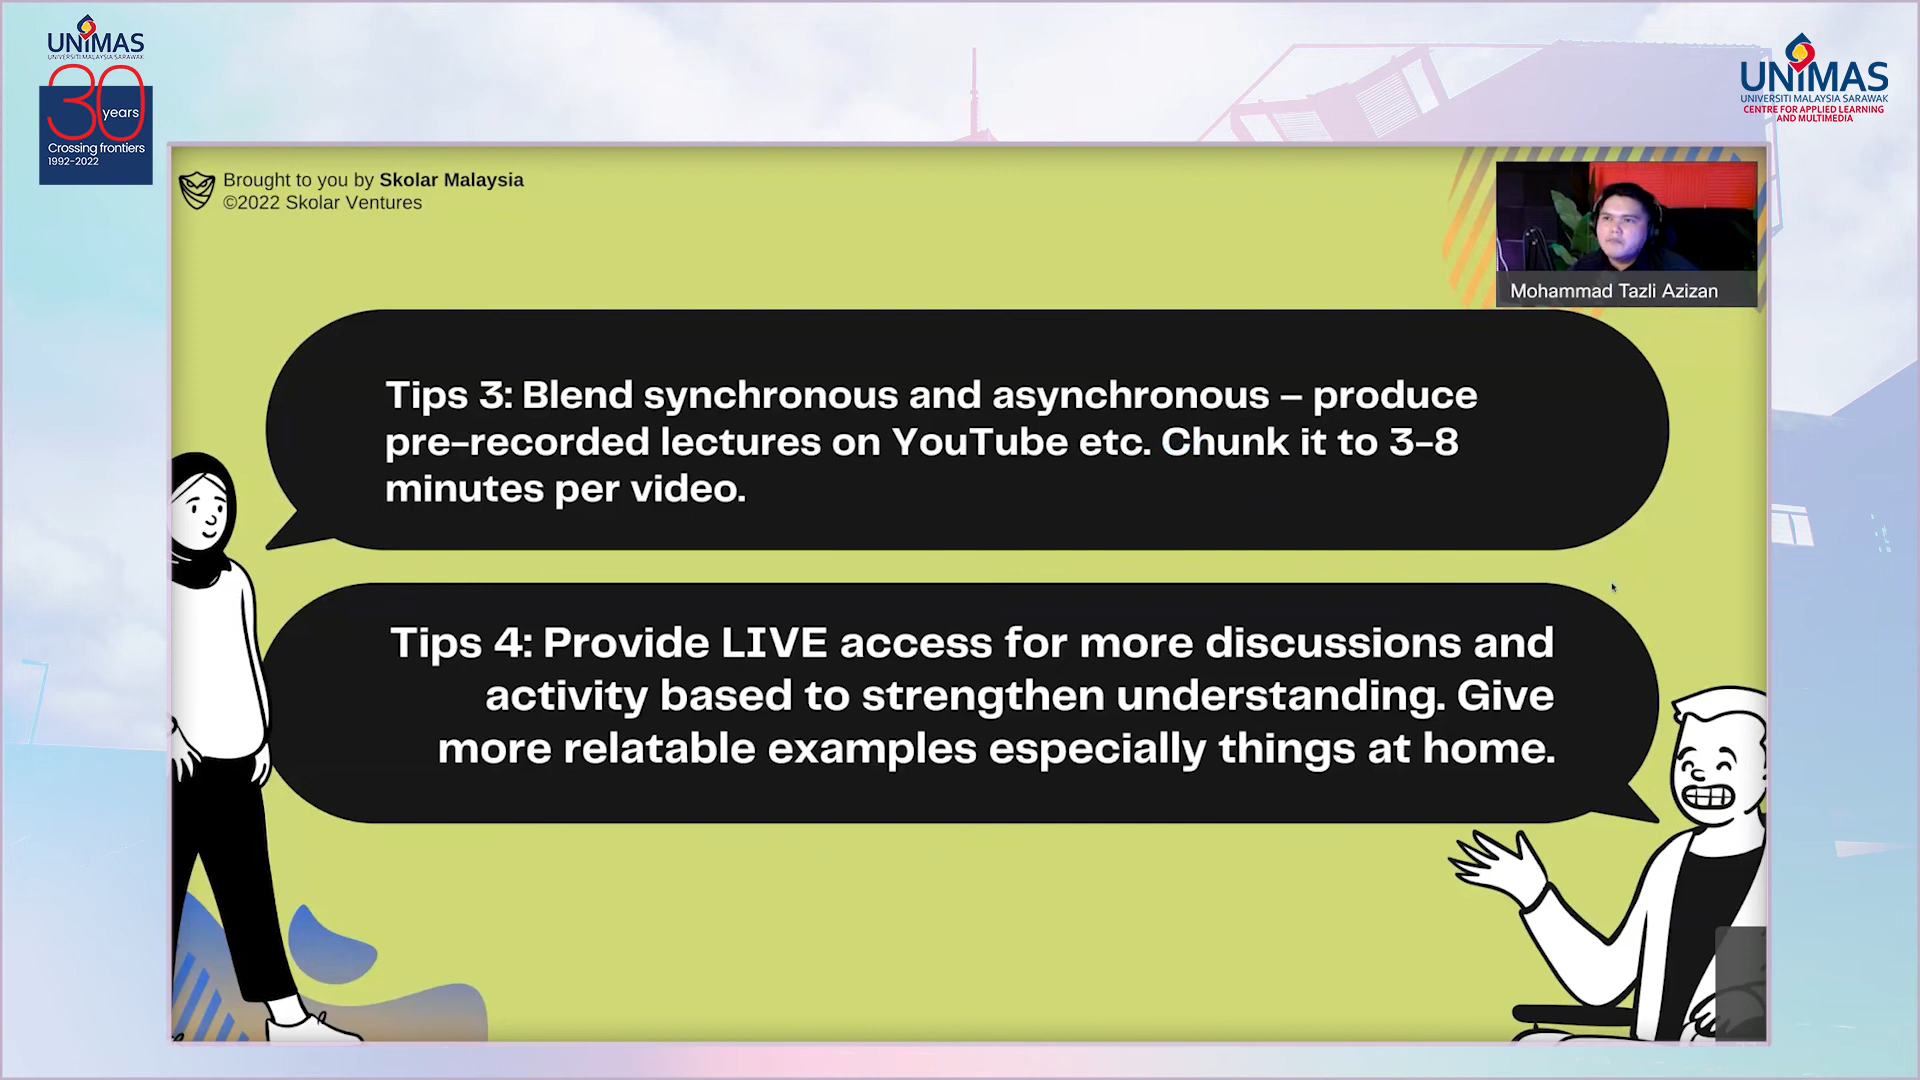 UNIMAS
UNIVERSITI MALAYSIA SARAWAK
30
years
Crossing frontiers
1992-2022
UNIMAS
UNIVERSITI MALAYSIA SARAWAK
CENTRE FOR APPLIED LEARNING
AND MULTIMEDIA
Brought to you by Skolar Malaysia
©2022 Skolar Ventures
Mohammad Tazli Azizan
Tips 3: Blend synchronous and asynchronous – produce
pre-recorded lectures on YouTube etc. Chunk it to 3-8
minutes per video.
Tips 4: Provide LIVE access for more discussions and
activity based to strengthen understanding. Give
more relatable examples especially things at home.